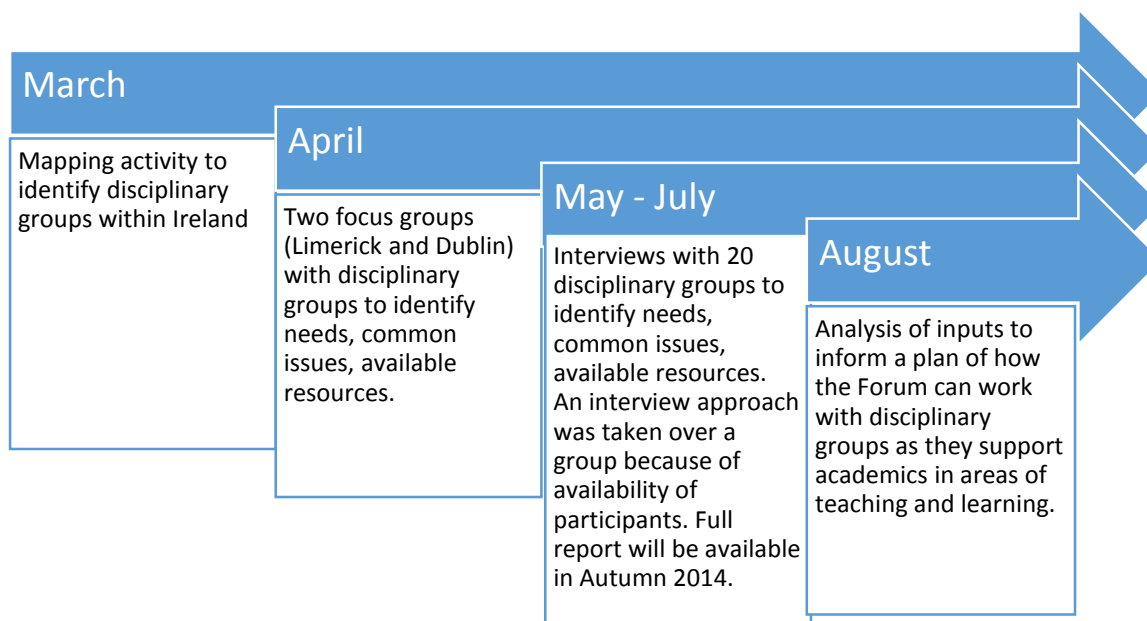 March
Mapping activity to
identify disciplinary
groups within Ireland
April
Two focus groups
(Limerick and Dublin)
with disciplinary
groups to identify
needs, common
issues, available
resources.
May - July
Interviews with 20
disciplinary groups to
identify needs,
common issues,
available resources.
An interview approach
was taken over a
group because of
availability of
participants. Full
report will be available
in Autumn 2014.
August
Analysis of inputs to
inform a plan of how
the Forum can work
with disciplinary
groups as they support
academics in areas of
teaching and learning.